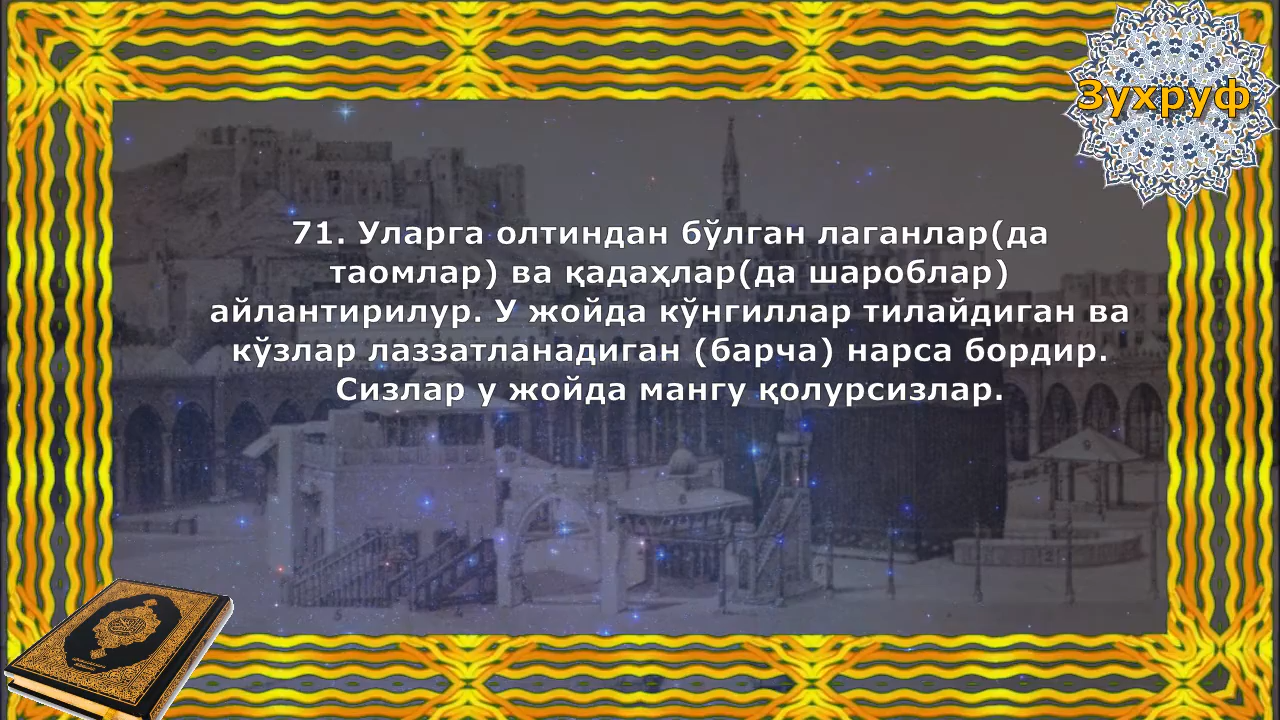 Зухруф
71. Уларга олтиндан бўлган лаганлар(да
таомлар) ва қадаҳлар(да шароблар)
айлантирилур. У жойда кўнгиллар тилайдиган ва
кўзлар лаззатланадиган (барча) нарса бордир.
Сизлар у жойда мангу қолурсизлар.